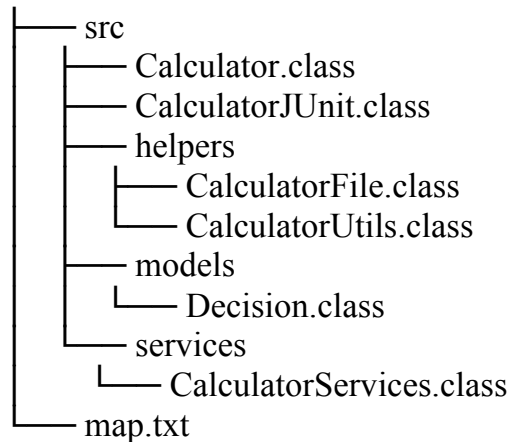 src
Calculator.class
CalculatorJUnit.class
helpers
CalculatorFile.class
CalculatorUtils.class
models
Decision.class
services
CalculatorServices.class
map.txt